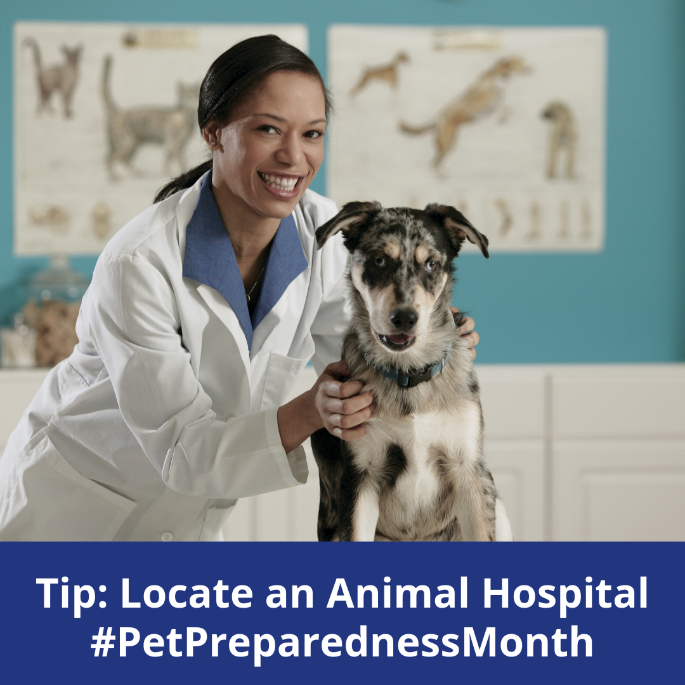 Tip: Locate an Animal Hospital
#PetPreparednessMonth